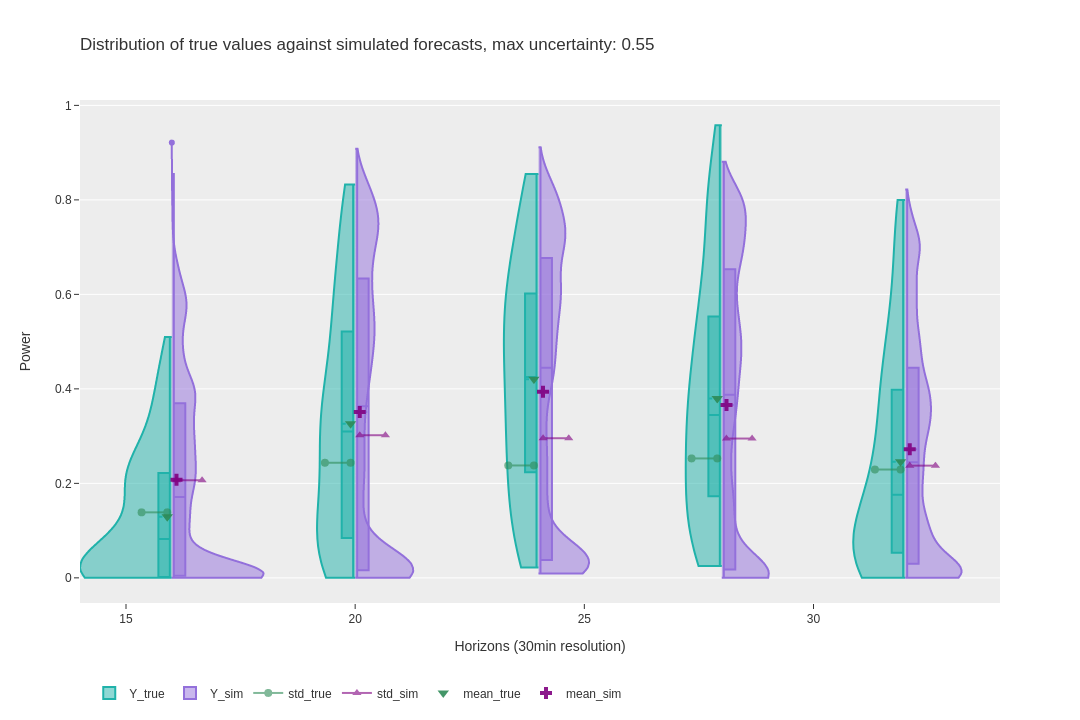 Distribution of true values against simulated forecasts, max uncertainty: 0.55
1
0.8
0.6
0.4
0.2
0
Power
15 20 25 30
Horizons (30min resolution)
Y_true Y_sim std_true std_sim mean_true mean_sim